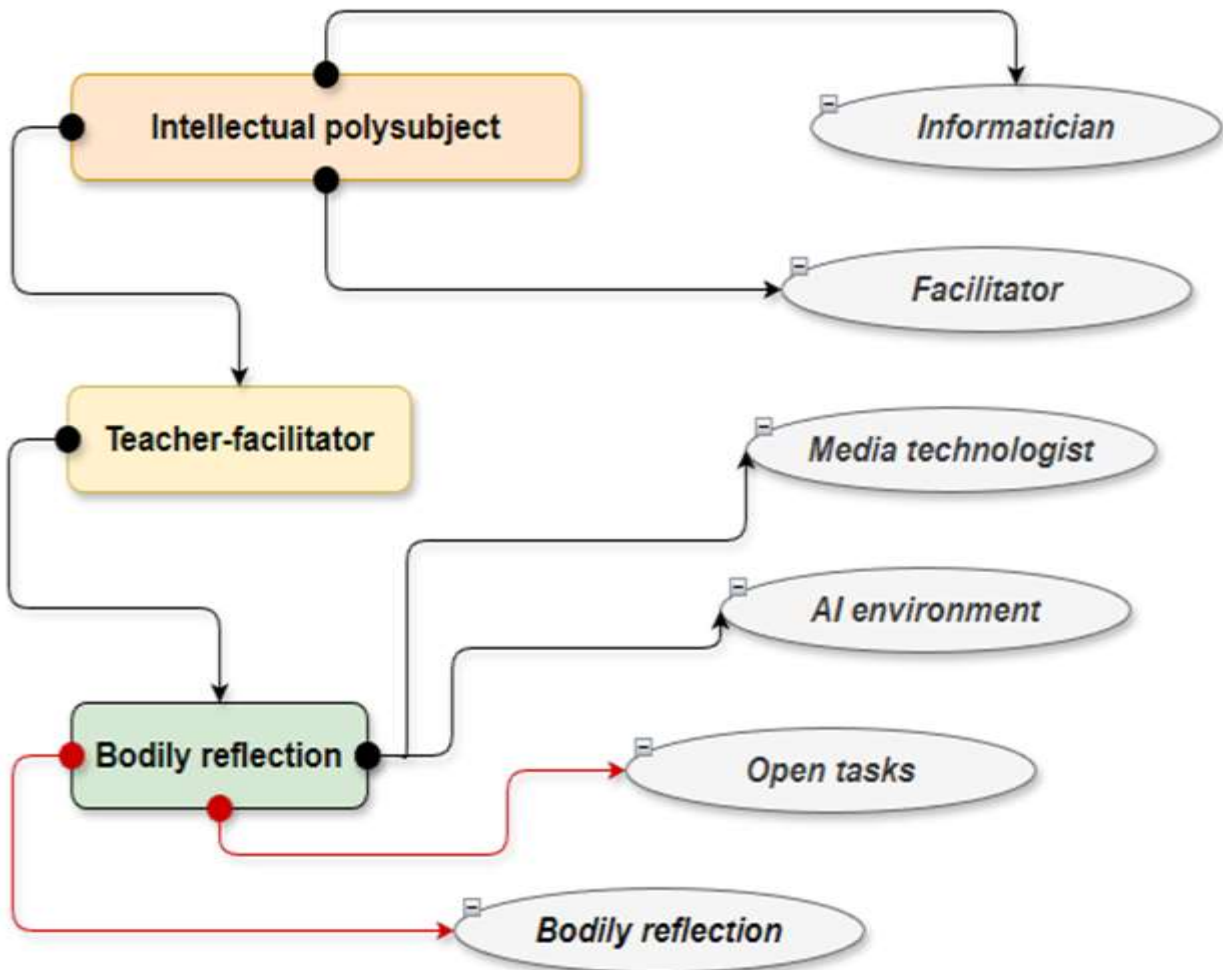 Intellectual polysubject
Informatician
Facilitator
Teacher-facilitator
Media technologist
AI environment
Bodily reflection
Open tasks
Bodily reflection